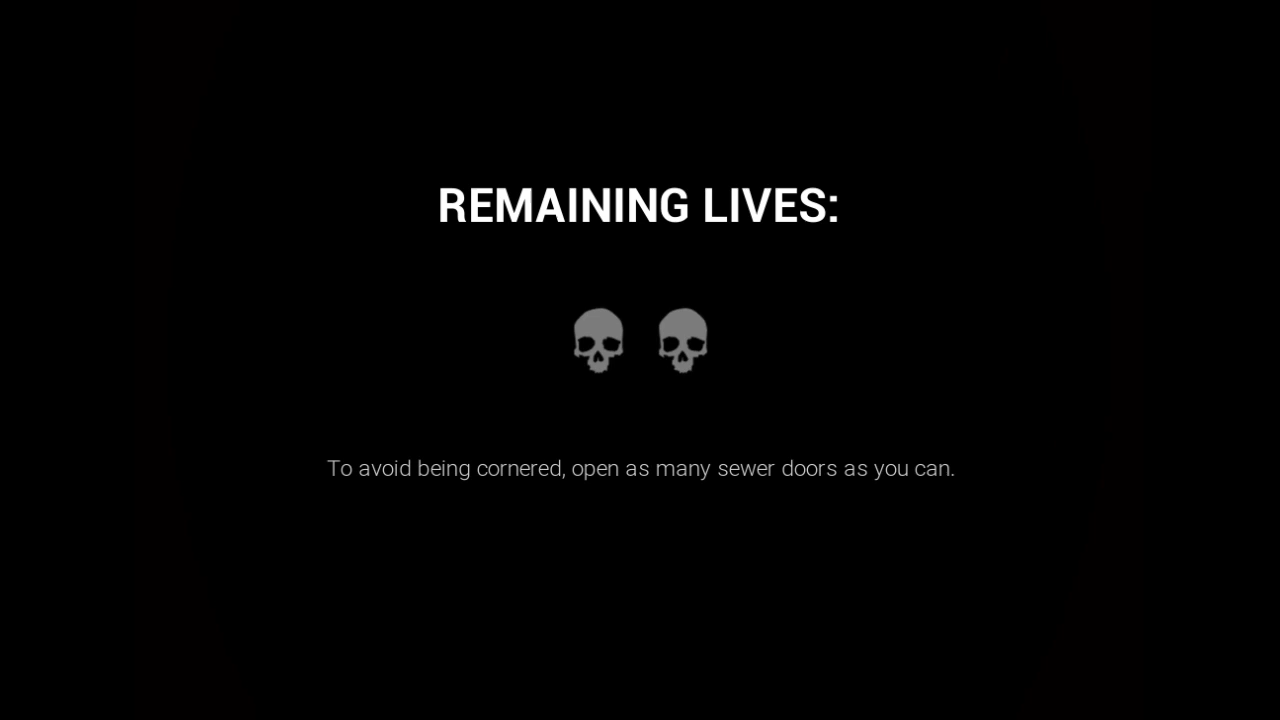 REMAINING LIVES:
To avoid being cornered, open as many sewer doors as you can.